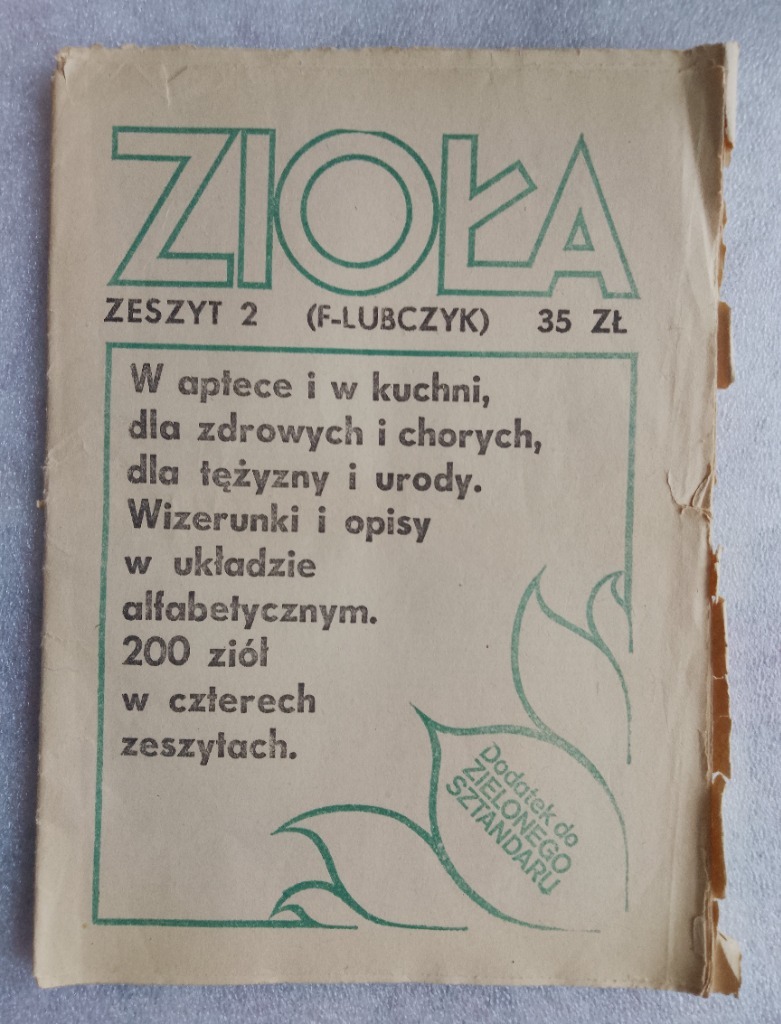 ZIOŁA
ZESZYT 2 (F-LUBCZYK) 35 ZŁ
W aptece i w kuchni,
dla zdrowych i chorych,
dla tężyzny i urody.
Wizerunki i opisy
w układzie
alfabetycznym.
200 ziół
w czterech
zeszytach.
Dodatek do
ZIELONEGO
SZTANDARU